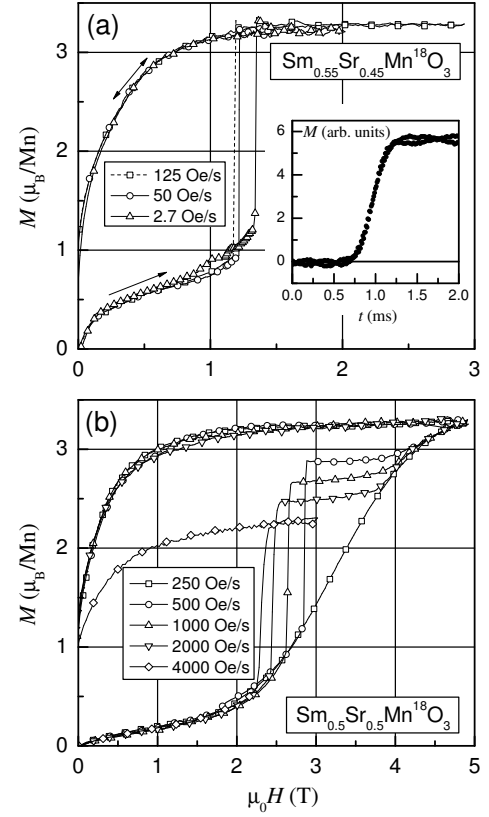 (a)
Sm0.55Sr0.45Mn18O3
M (μB/Mn)
3
2
1
0
125 Oe/s
50 Oe/s
2.7 Oe/s
M (arb. units)
6
4
2
0
0.0 0.5 1.0 1.5 2.0
t (ms)
0 1 2 3
(b)
M (μB/Mn)
3
2
1
0
250 Oe/s
500 Oe/s
1000 Oe/s
2000 Oe/s
4000 Oe/s
Sm0.5Sr0.5Mn18O3
0 1 2 3 4 5
μ0H (T)